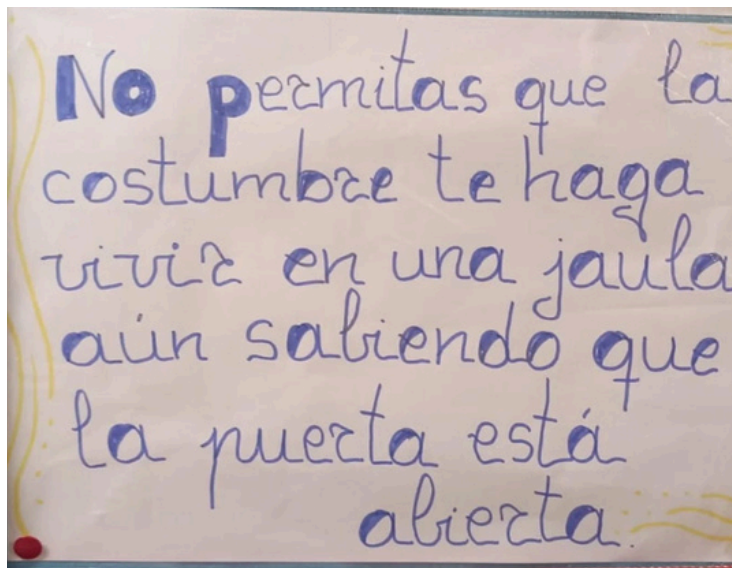 No permitas que la
costumbre te haga
vivir en una jaula
aún sabiendo que
la puerta está
abierta.